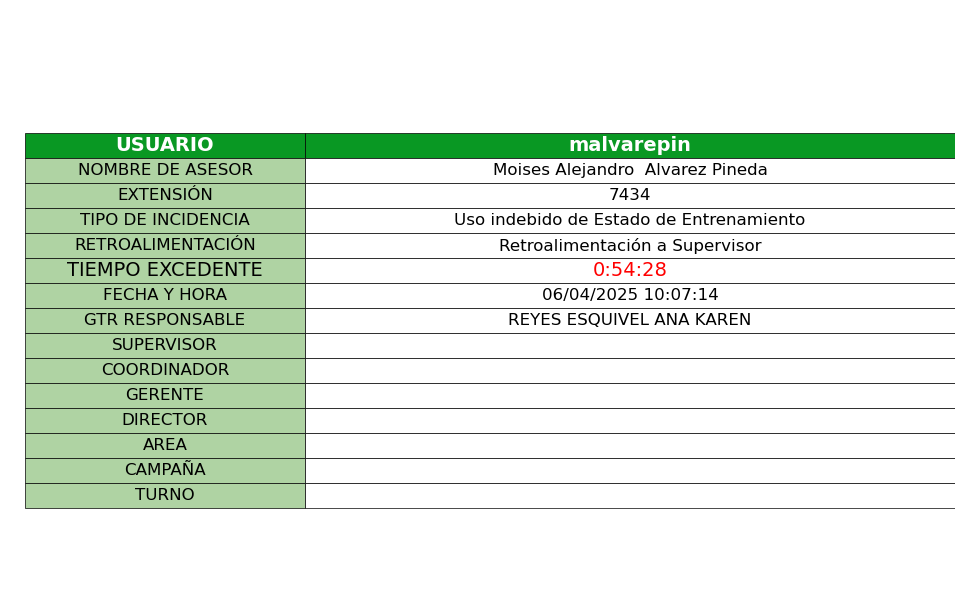 USUARIO malvarepin
NOMBRE DE ASESOR Moises Alejandro  Alvarez Pineda
EXTENSIÓN 7434
TIPO DE INCIDENCIA Uso indebido de Estado de Entrenamiento
RETROALIMENTACIÓN Retroalimentación a Supervisor
TIEMPO EXCEDENTE 0:54:28
FECHA Y HORA 06/04/2025 10:07:14
GTR RESPONSABLE REYES ESQUIVEL ANA KAREN
SUPERVISOR
COORDINADOR
GERENTE
DIRECTOR
AREA
CAMPAÑA
TURNO